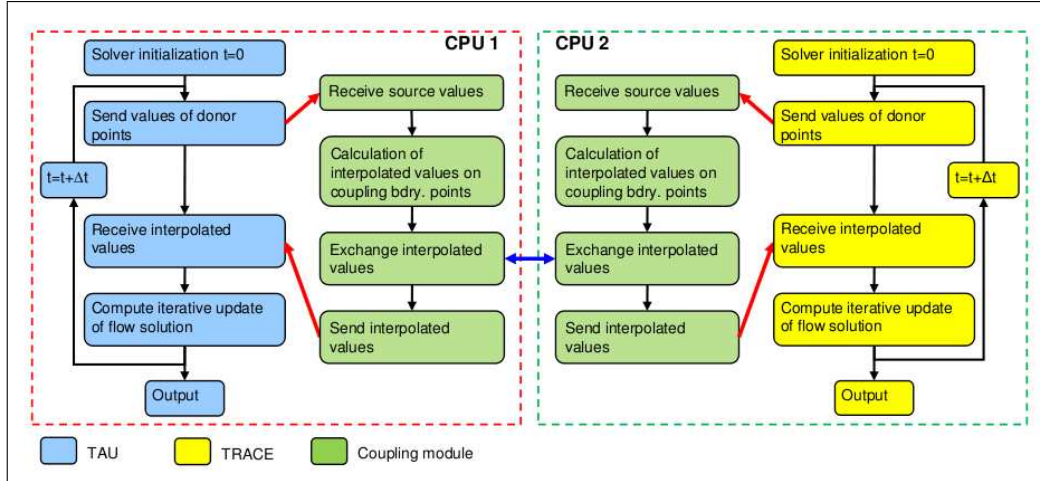 CPU 1
Solver initialization t=0
Send values of donor
points
t=t+Δt
Receive interpolated
values
Compute iterative update
of flow solution
Output
Receive source values
Calculation of
interpolated values on
coupling bdry. points
Exchange interpolated
values
Send interpolated
values
CPU 2
Receive source values
Calculation of
interpolated values on
coupling bdry. points
Exchange interpolated
values
Send interpolated
values
Solver initialization t=0
Send values of donor
points
t=t+Δt
Receive interpolated
values
Compute iterative update
of flow solution
Output
TAU
TRACE
Coupling module